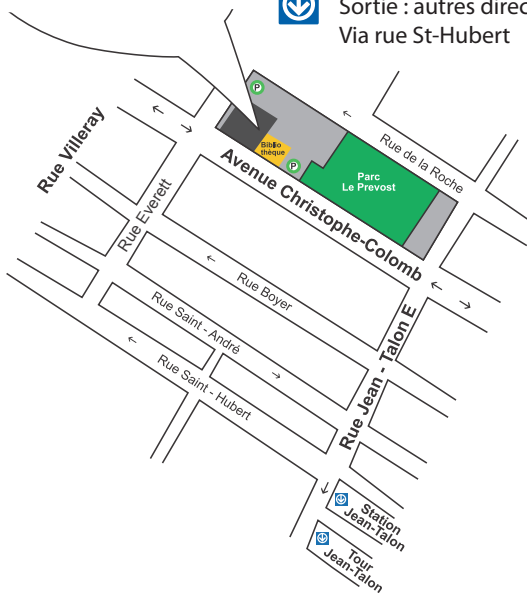 Sortie : autres direc
Via rue St-Hubert
P
Rue Villeray
Rue de la Roche
Biblio
thèque
P
Parc
Le Prevost
Avenue Christophe-Colomb
Rue Everett
Rue Boyer
Rue Saint - André
Rue Saint - Hubert
Rue Jean - Talon E
Station
Jean-Talon
Tour
Jean-Talon